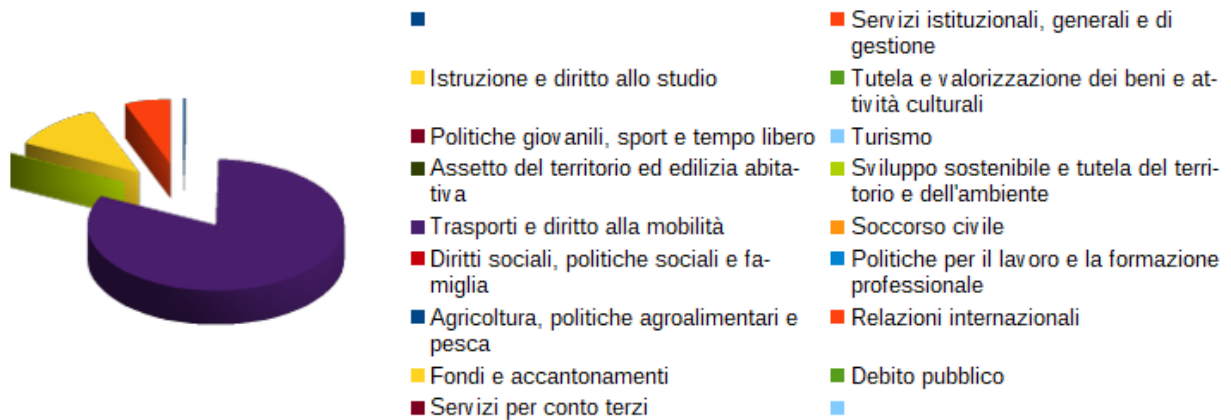 Servizi istituzionali, generali e di
gestione
Istruzione e diritto allo studio
Tutela e valorizzazione dei beni e at-
tività culturali
Politiche giovanili, sport e tempo libero
Turismo
Assetto del territorio ed edilizia abita-
tiva
Sviluppo sostenibile e tutela del terri-
torio e dell'ambiente
Trasporti e diritto alla mobilità
Soccorso civile
Diritti sociali, politiche sociali e fa-
miglia
Politiche per il lavoro e la formazione
professionale
Agricoltura, politiche agroalimentari e
pesca
Relazioni internazionali
Fondi e accantonamenti
Debito pubblico
Servizi per conto terzi